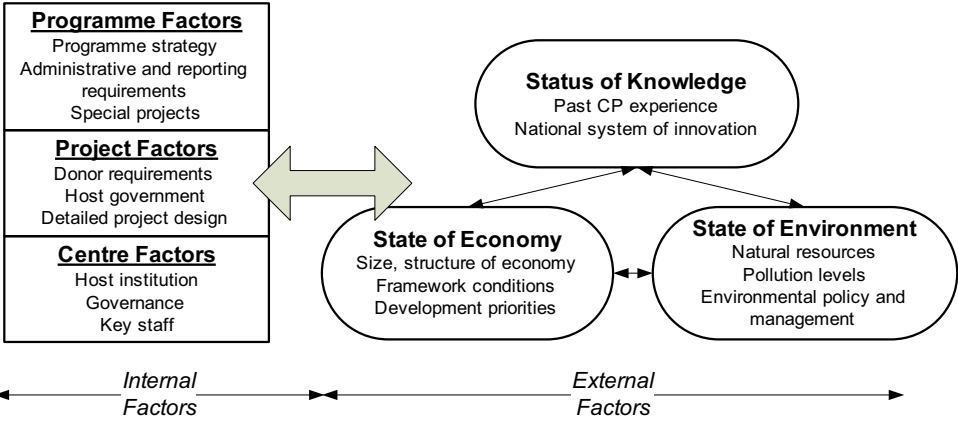 Programme Factors
Programme strategy
Administrative and reporting
requirements
Special projects
Project Factors
Donor requirements
Host government
Detailed project design
Centre Factors
Host institution
Governance
Key staff
Status of Knowledge
Past CP experience
National system of innovation
State of Economy
Size, structure of economy
Framework conditions
Development priorities
State of Environment
Natural resources
Pollution levels
Environmental policy and
management
Internal
Factors
External
Factors